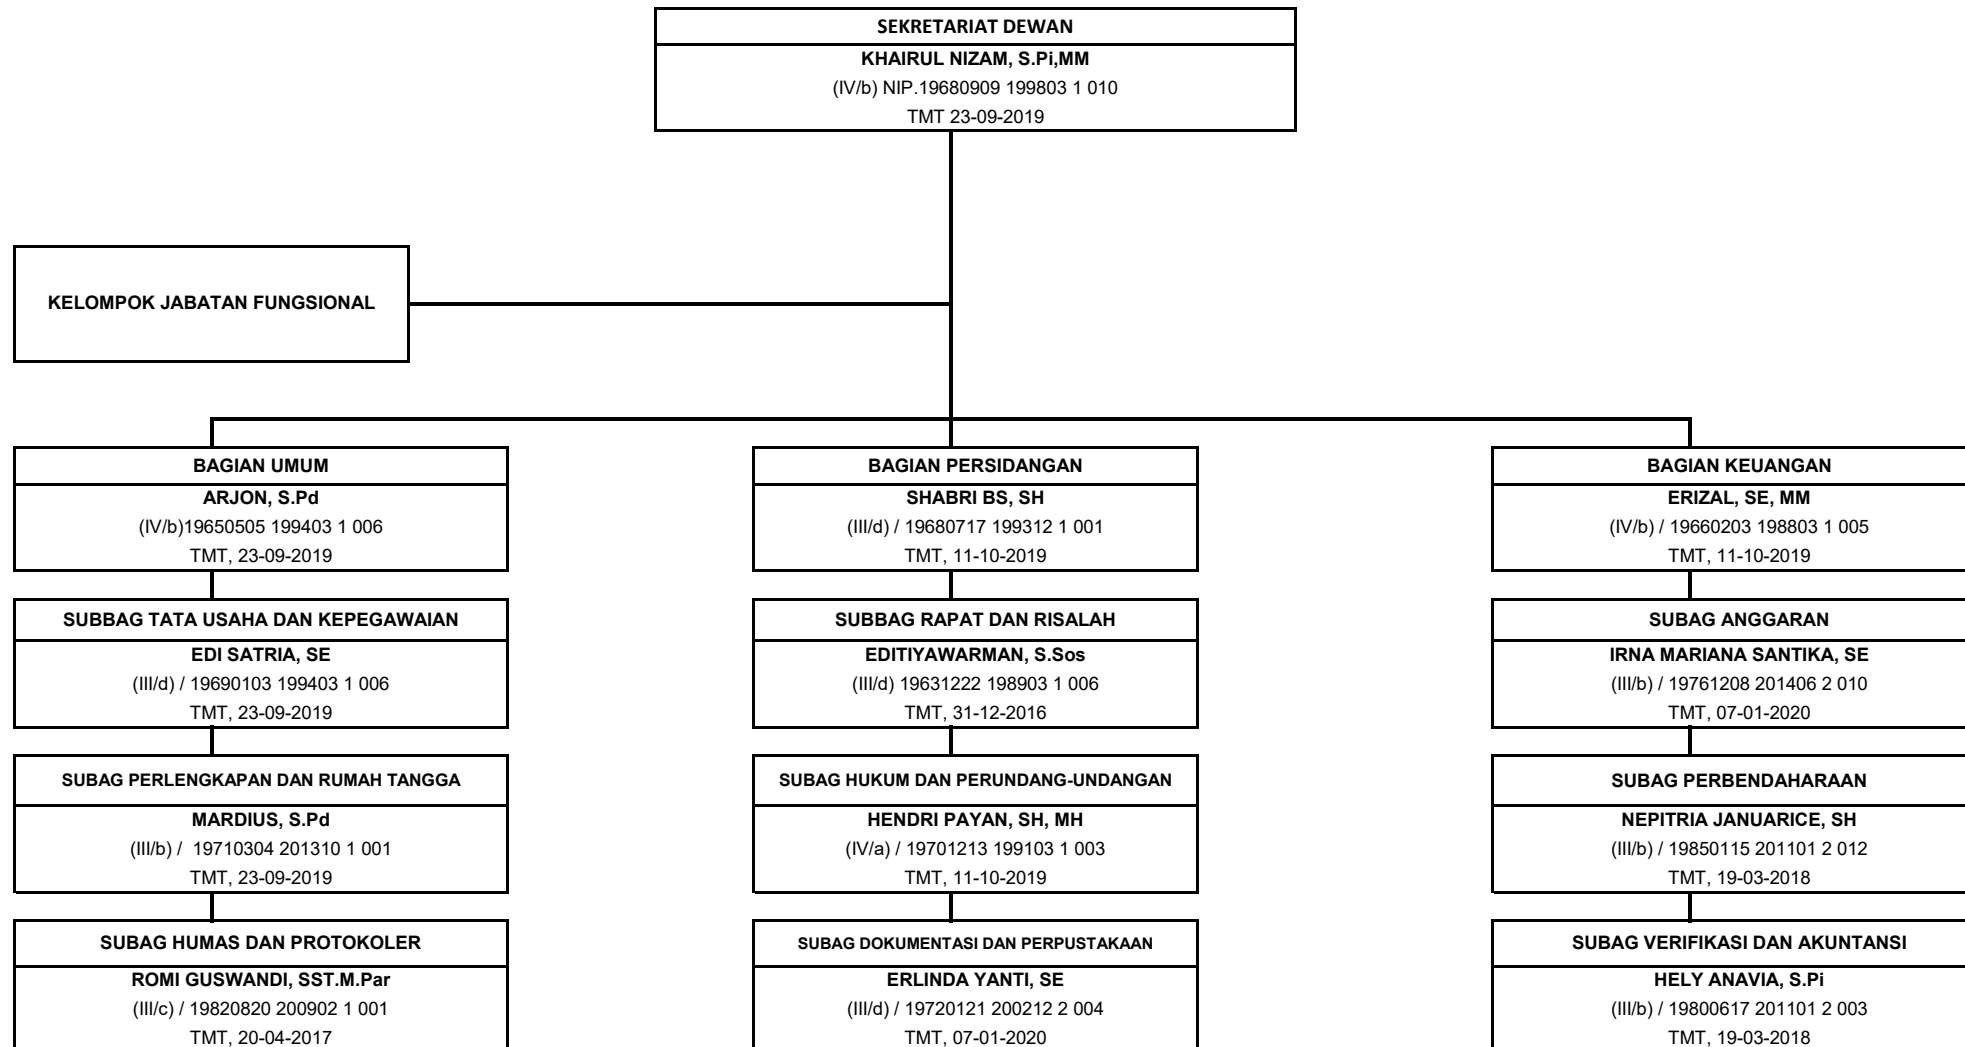 SEKRETARIAT DEWAN
KHAIRUL NIZAM, S.Pi,MM
(IV/b) NIP.19680909 199803 1 010
TMT 23-09-2019
KELOMPOK JABATAN FUNGSIONAL
BAGIAN UMUM
ARJON, S.Pd
(IV/b)19650505 199403 1 006
TMT, 23-09-2019
SUBBAG TATA USAHA DAN KEPEGAWAIAN
EDI SATRIA, SE
(III/d) / 19690103 199403 1 006
TMT, 23-09-2019
SUBAG PERLENGKAPAN DAN RUMAH TANGGA
MARDIUS, S.Pd
(III/b) /  19710304 201310 1 001
TMT, 23-09-2019
SUBAG HUMAS DAN PROTOKOLER
ROMI GUSWANDI, SST.M.Par
(III/c) / 19820820 200902 1 001
TMT, 20-04-2017
BAGIAN PERSIDANGAN
SHABRI BS, SH
(III/d) / 19680717 199312 1 001
TMT, 11-10-2019
SUBBAG RAPAT DAN RISALAH
EDITIYAWARMAN, S.Sos
(III/d) 19631222 198903 1 006
TMT, 31-12-2016
SUBAG HUKUM DAN PERUNDANG-UNDANGAN
HENDRI PAYAN, SH, MH
(IV/a) / 19701213 199103 1 003
TMT, 11-10-2019
SUBAG DOKUMENTASI DAN PERPUSTAKAAN
ERLINDA YANTI, SE
(III/d) / 19720121 200212 2 004
TMT, 07-01-2020
BAGIAN KEUANGAN
ERIZAL, SE, MM
(IV/b) / 19660203 198803 1 005
TMT, 11-10-2019
SUBAG ANGGARAN
IRNA MARIANA SANTIKA, SE
(III/b) / 19761208 201406 2 010
TMT, 07-01-2020
SUBAG PERBENDAHARAAN
NEPITRIA JANUARICE, SH
(III/b) / 19850115 201101 2 012
TMT, 19-03-2018
SUBAG VERIFIKASI DAN AKUNTANSI
HELY ANAVIA, S.Pi
(III/b) / 19800617 201101 2 003
TMT, 19-03-2018